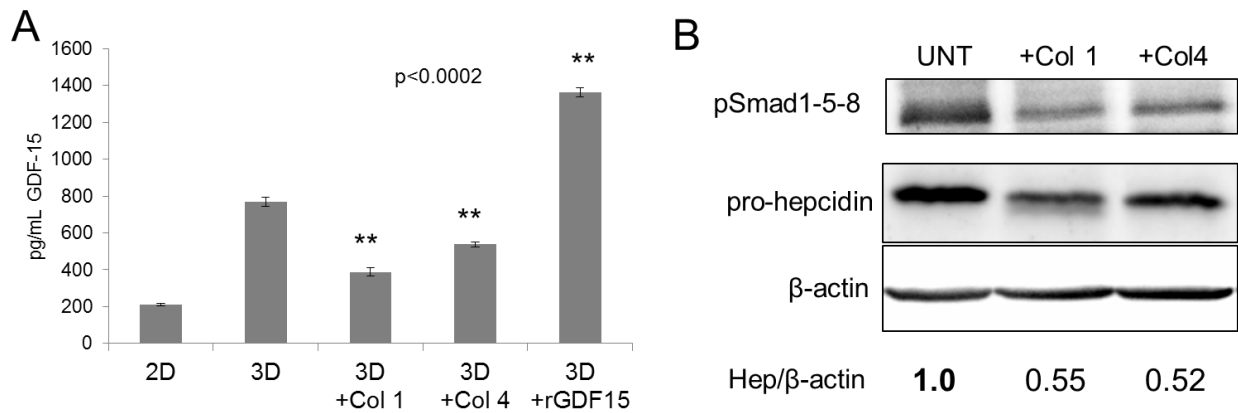 A
1600
1400
1200
1000
800
600
400
200
0
pg/mL GDF-15
p<0.0002
**
**
**
2D
3D
3D
+Col 1
3D
+Col 4
3D
+rGDF15
B
UNT +Col 1 +Col4
pSmad1-5-8
pro-hepcidin
β-actin
Hep/β-actin 1.0 0.55 0.52